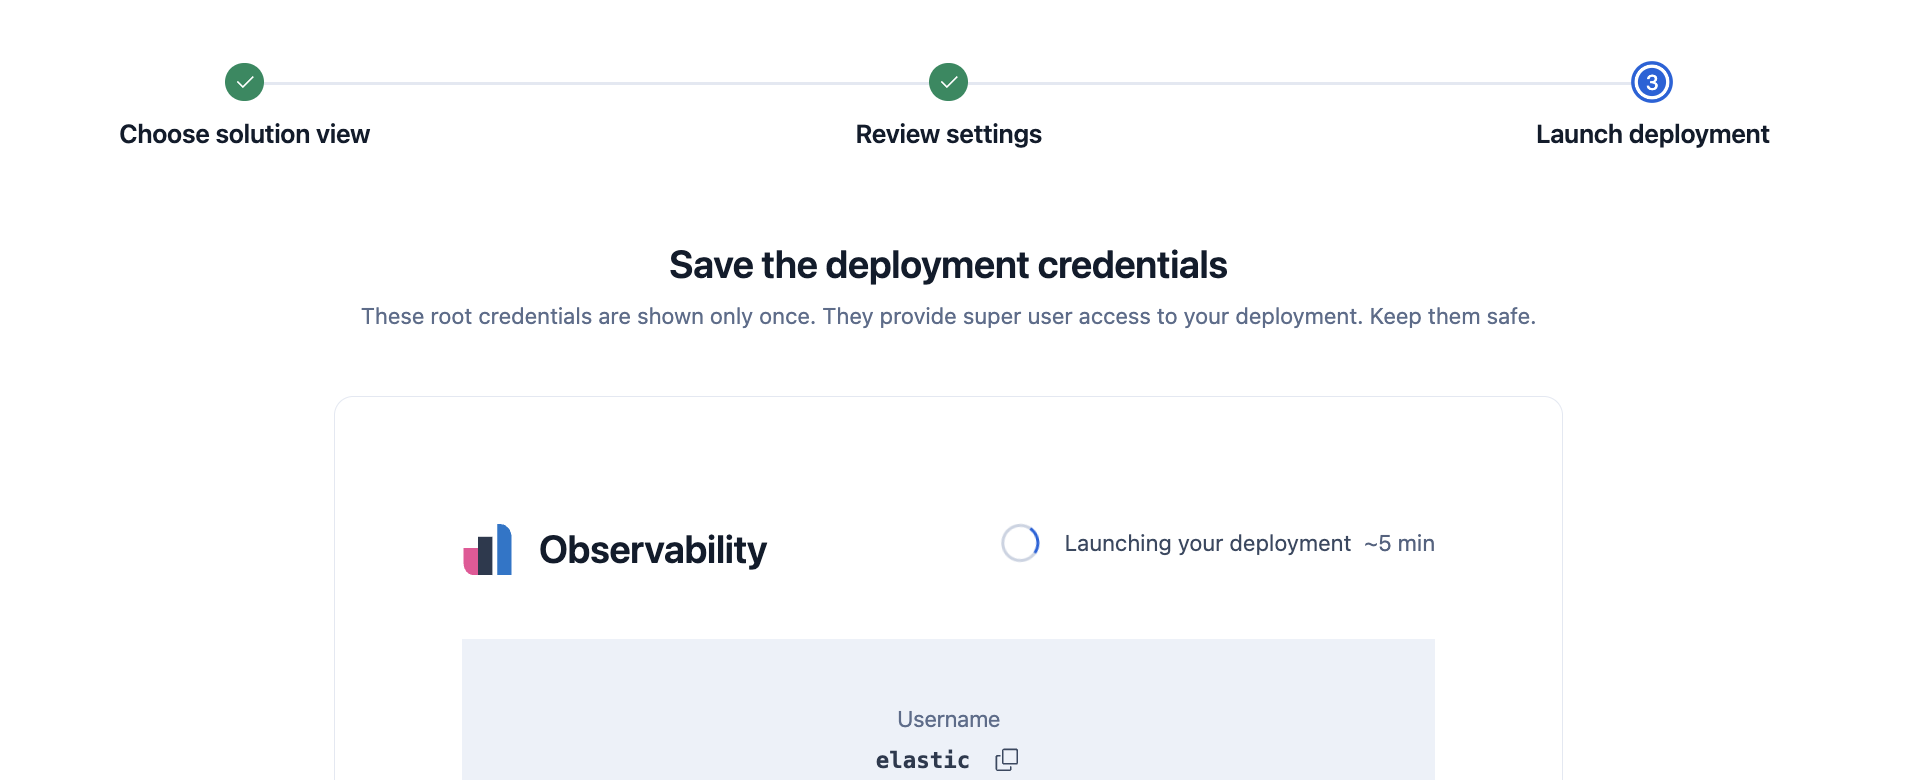 3
Choose solution view
Review settings
Launch deployment
Save the deployment credentials
These root credentials are shown only once. They provide super user access to your deployment. Keep them safe.
Observability
Launching your deployment ~5 min
Username
elastic